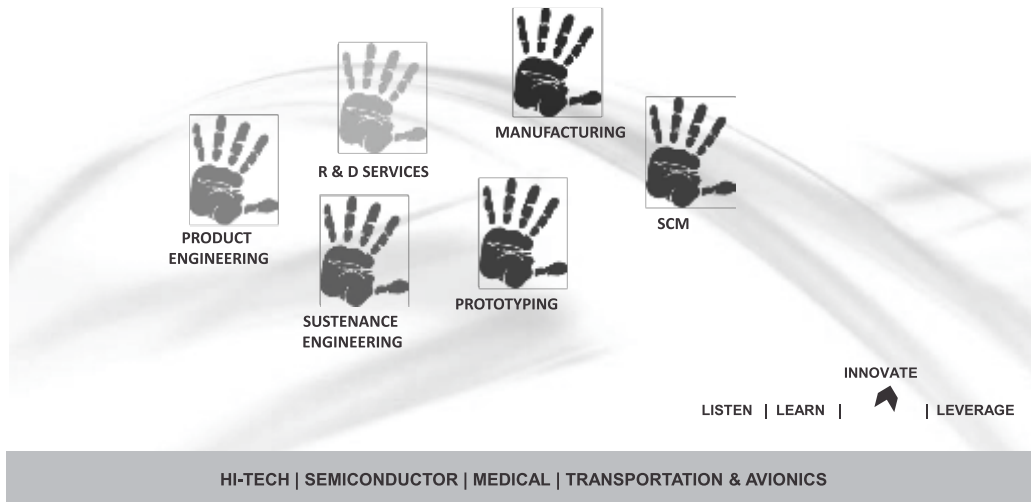 MANUFACTURING
R & D SERVICES
SCM
PRODUCT
ENGINEERING
PROTOTYPING
SUSTENANCE
ENGINEERING
INNOVATE
LISTEN | LEARN | | LEVERAGE
HI-TECH | SEMICONDUCTOR | MEDICAL | TRANSPORTATION & AVIONICS